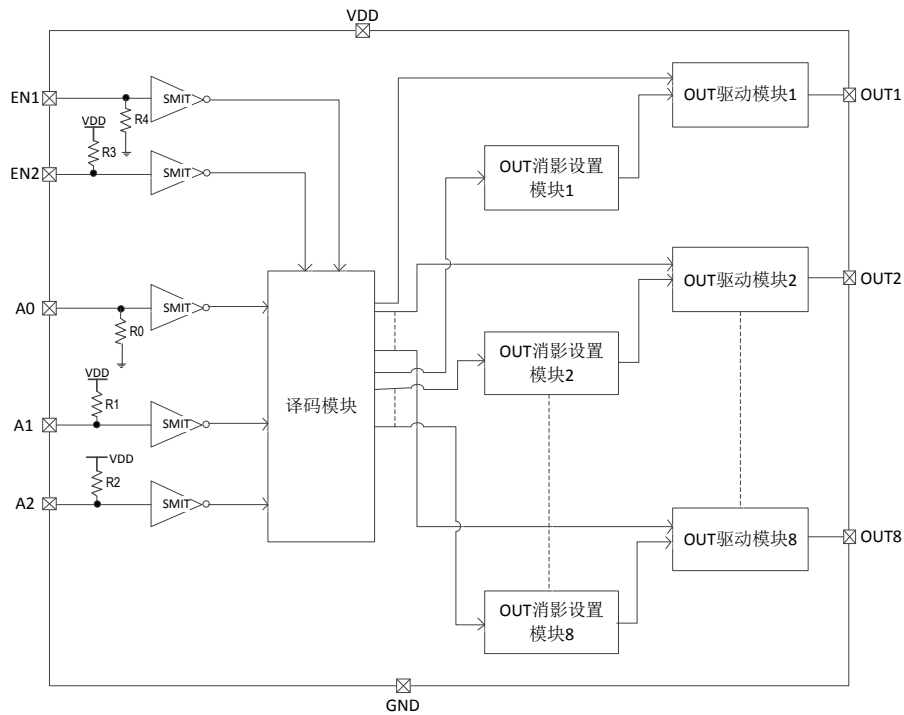 VDD
EN1
SMIT
R4
VDD
R3
EN2
SMIT
OUT驱动模块1
OUT1
OUT消影设置
模块1
A0
SMIT
R0
VDD
R1
A1
SMIT
VDD
R2
A2
SMIT
译码模块
OUT驱动模块2
OUT2
OUT消影设置
模块2
OUT驱动模块8
OUT8
OUT消影设置
模块8
GND